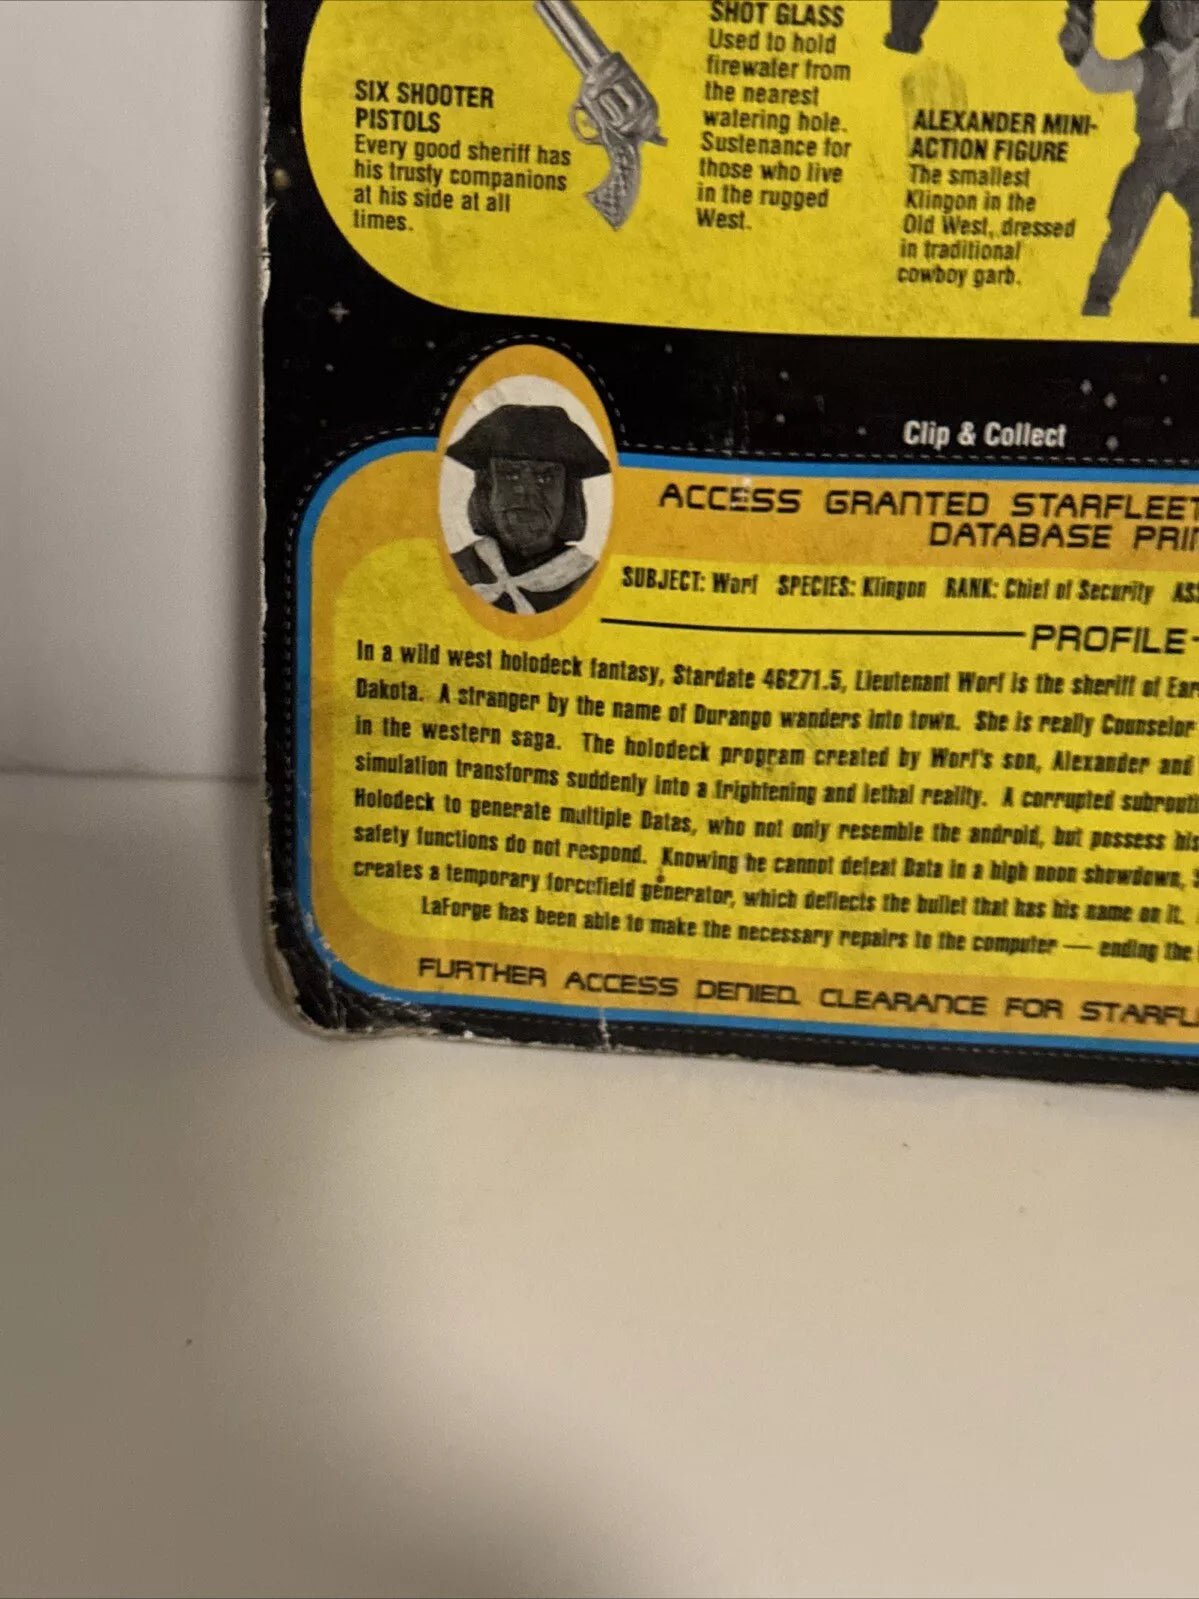 SIX SHOOTER
PISTOLS
Every good sheriff has
his trusty companions
at his side at all
times.
SHOT GLASS
Used to hold
firewater from
the nearest
watering hole.
Sustenance for
those who live
in the rugged
West.
ALEXANDER MINI-
ACTION FIGURE
The smallest
Klingon in the
Old West, dressed
in traditional
cowboy garb.
Clip & Collect
ACCESS GRANTED STARFLEET
DATABASE PRI
SUBJECT: Worf SPECIES: Klingon RANK: Chief of Security AS
PROFILE
In a wild west holodeck fantasy, Stardate 46271.5, Lieutenant Worf is the sheriff of Ear
Dakota. A stranger by the name of Durango wanders into town. She is really Counselor
in the western saga. The holodeck program created by Worf's son, Alexander and
simulation transforms suddenly into a frightening and lethal reality. A corrupted subrouti
Holodeck to generate multiple Datas, who not only resemble the android, but possess his
safety functions do not respond. Knowing he cannot defeat Data in a high noon showdown,
creates a temporary forcefield generator, which deflects the bullet that has his name on it.
LaForge has been able to make the necessary repairs to the computer — ending the
FURTHER ACCESS DENIED. CLEARANCE FOR STARFL